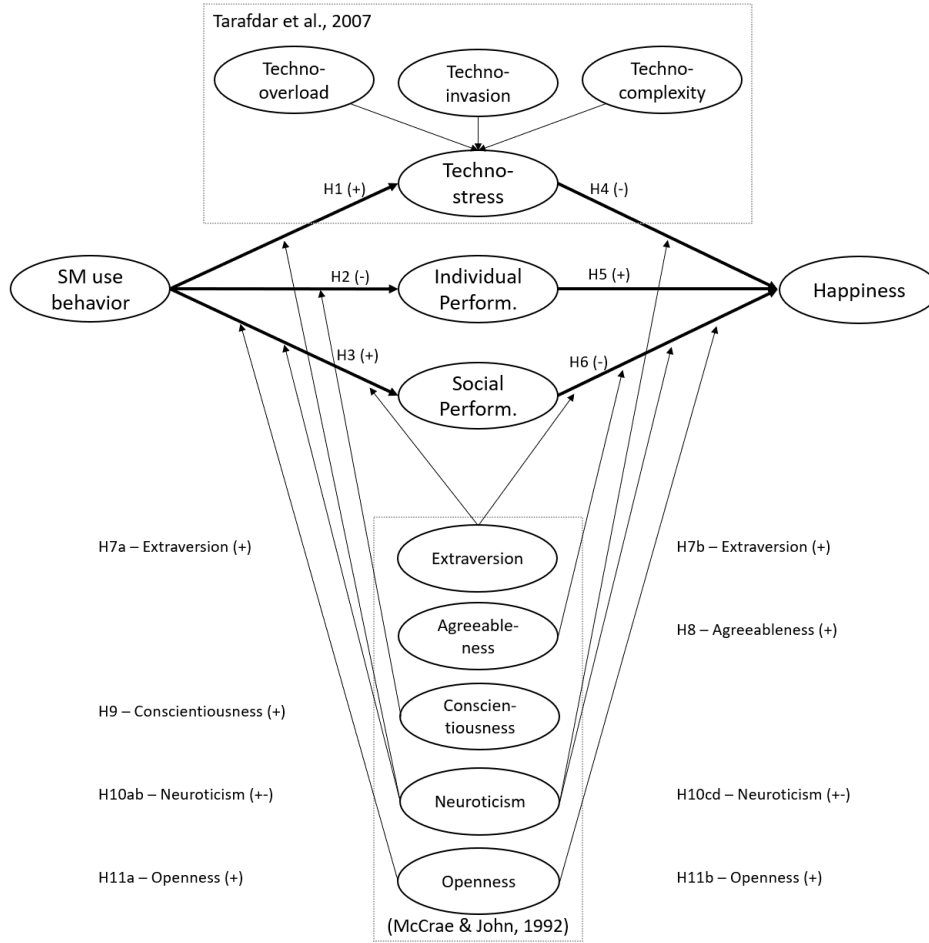 Tarafdar et al., 2007
Techno-
overload
Techno-
invasion
Techno-
complexity
Techno-
stress
H1 (+)
H4 (-)
SM use
behavior
H2 (-)
Individual
Perform.
H5 (+)
Happiness
H3 (+)
Social
Perform.
H6 (-)
H7a – Extraversion (+)
Extraversion
H7b – Extraversion (+)
Agreeable-
ness
H8 – Agreeableness (+)
H9 – Conscientiousness (+)
Conscien-
tiousness
H10ab – Neuroticism (+-)
Neuroticism
H10cd – Neuroticism (+-)
H11a – Openness (+)
Openness
H11b – Openness (+)
(McCrae & John, 1992)